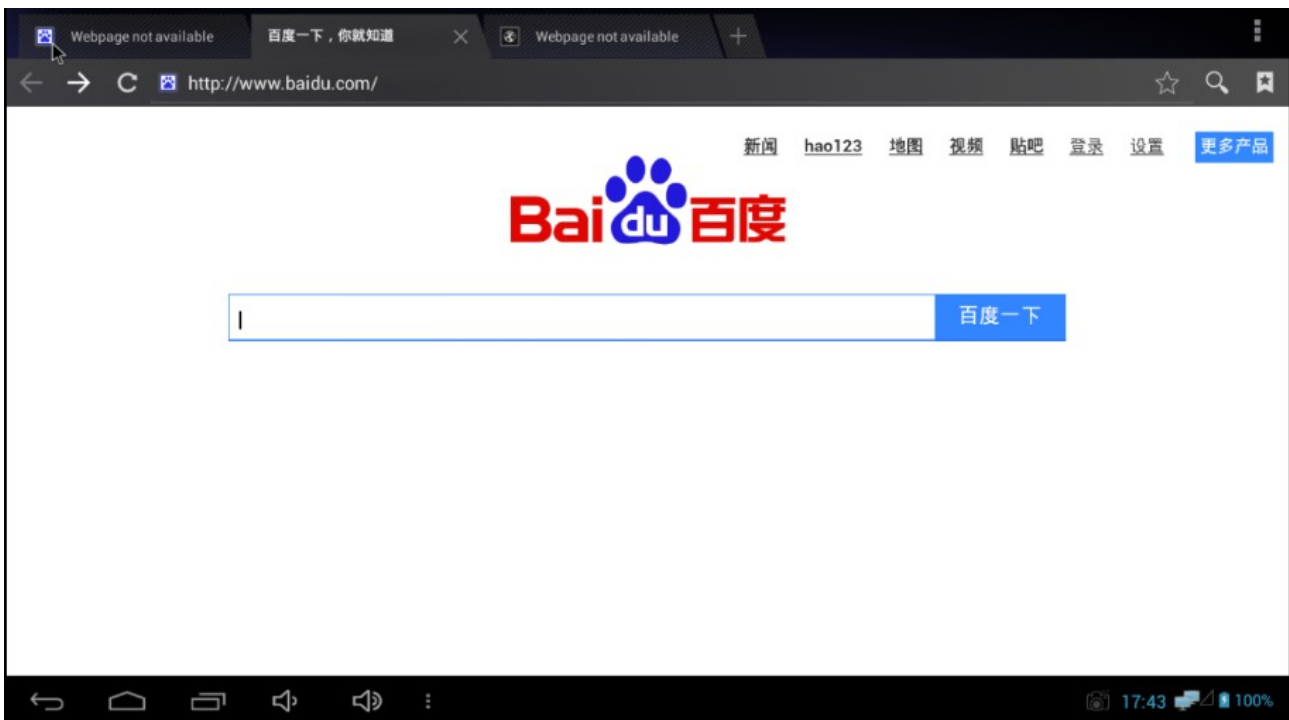 Webpage not available 百度一下，你就知道 Webpage not available
http://www.baidu.com/
新闻 hao123 地图 视频 贴吧 登录 设置 更多产品
Bai du 百度
百度一下
17:43 100%